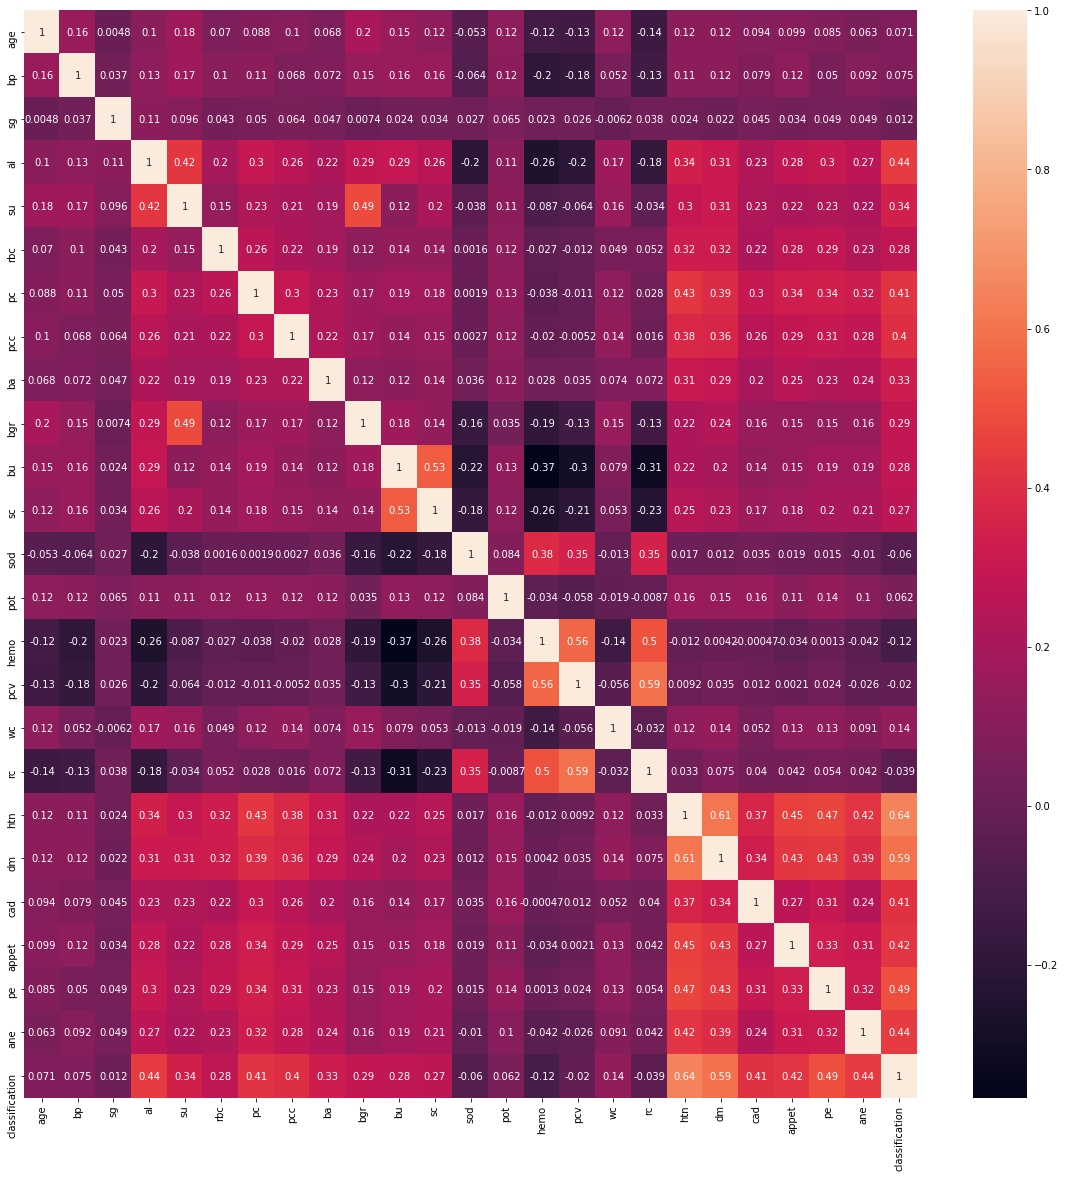 age 1 0.16 0.0048 0.1 0.18 0.07 0.088 0.1 0.068 0.2 0.15 0.12 -0.053 0.12 -0.12 -0.13 0.12 -0.14 0.12 0.12 0.094 0.099 0.085 0.063 0.071
bp 0.16 1 0.037 0.13 0.17 0.1 0.11 0.068 0.072 0.15 0.16 0.16 -0.064 0.12 -0.2 -0.18 0.052 -0.13 0.11 0.12 0.079 0.12 0.05 0.092 0.075
sg 0.0048 0.037 1 0.11 0.096 0.043 0.05 0.064 0.047 0.0074 0.024 0.034 0.027 0.065 0.023 0.026 -0.0062 0.038 0.024 0.022 0.045 0.034 0.049 0.049 0.012
al 0.1 0.13 0.11 1 0.42 0.2 0.3 0.26 0.22 0.29 0.29 0.26 -0.2 0.11 -0.26 -0.2 0.17 -0.18 0.34 0.31 0.23 0.28 0.3 0.27 0.44
su 0.18 0.17 0.096 0.42 1 0.15 0.23 0.21 0.19 0.49 0.12 0.2 -0.038 0.11 -0.087 -0.064 0.16 -0.034 0.3 0.31 0.23 0.22 0.23 0.22 0.34
rbc 0.07 0.1 0.043 0.2 0.15 1 0.26 0.22 0.19 0.12 0.14 0.14 0.0016 0.12 -0.027 -0.012 0.049 0.052 0.32 0.32 0.22 0.28 0.29 0.23 0.28
pc 0.088 0.11 0.05 0.3 0.23 0.26 1 0.3 0.23 0.17 0.19 0.18 0.0019 0.13 -0.038 -0.011 0.12 0.028 0.43 0.39 0.3 0.34 0.34 0.32 0.41
pcc 0.1 0.068 0.064 0.26 0.21 0.22 0.3 1 0.22 0.17 0.14 0.15 0.0027 0.12 -0.02 -0.0052 0.14 0.016 0.38 0.36 0.26 0.29 0.31 0.28 0.4
ba 0.068 0.072 0.047 0.22 0.19 0.19 0.23 0.22 1 0.12 0.12 0.14 0.036 0.12 0.028 0.035 0.074 0.072 0.31 0.29 0.2 0.25 0.23 0.24 0.33
bgr 0.2 0.15 0.0074 0.29 0.49 0.12 0.17 0.17 0.12 1 0.18 0.14 -0.16 0.035 -0.19 -0.13 0.15 -0.13 0.22 0.24 0.16 0.15 0.15 0.16 0.29
bu 0.15 0.16 0.024 0.29 0.12 0.14 0.19 0.14 0.12 0.18 1 0.53 -0.22 0.13 -0.37 -0.3 0.079 -0.31 0.22 0.2 0.14 0.15 0.19 0.19 0.28
sc 0.12 0.16 0.034 0.26 0.2 0.14 0.18 0.15 0.14 0.14 0.53 1 -0.18 0.12 -0.26 -0.21 0.053 -0.23 0.25 0.23 0.17 0.18 0.2 0.21 0.27
sod -0.053 -0.064 0.027 -0.2 -0.038 0.0016 0.0019 0.0027 0.036 -0.16 -0.22 -0.18 1 0.084 0.38 0.35 -0.013 0.35 0.017 0.012 0.035 0.019 0.015 -0.01 -0.06
pot 0.12 0.12 0.065 0.11 0.11 0.12 0.13 0.12 0.12 0.035 0.13 0.12 0.084 1 -0.034 -0.058 -0.019 -0.0087 0.16 0.15 0.16 0.11 0.14 0.1 0.062
hemo -0.12 -0.2 0.023 -0.26 -0.087 -0.027 -0.038 -0.02 0.028 -0.19 -0.37 -0.26 0.38 -0.034 1 0.56 -0.14 0.5 -0.012 0.0042 -0.00047 -0.034 0.0013 -0.042 -0.12
pcv -0.13 -0.18 0.026 -0.2 -0.064 -0.012 -0.011 -0.0052 0.035 -0.13 -0.3 -0.21 0.35 -0.058 0.56 1 -0.056 0.59 0.0092 0.035 0.012 0.0021 0.024 -0.026 -0.02
wc 0.12 0.052 -0.0062 0.17 0.16 0.049 0.12 0.14 0.074 0.15 0.079 0.053 -0.013 -0.019 -0.14 -0.056 1 -0.032 0.12 0.14 0.052 0.13 0.13 0.091 0.14
rc -0.14 -0.13 0.038 -0.18 -0.034 0.052 0.028 0.016 0.072 -0.13 -0.31 -0.23 0.35 -0.0087 0.5 0.59 -0.032 1 0.033 0.075 0.04 0.042 0.054 0.042 -0.039
htn 0.12 0.11 0.024 0.34 0.3 0.32 0.43 0.38 0.31 0.22 0.22 0.25 0.017 0.16 -0.012 0.0092 0.12 0.033 1 0.61 0.37 0.45 0.47 0.42 0.64
dm 0.12 0.12 0.022 0.31 0.31 0.32 0.39 0.36 0.29 0.24 0.2 0.23 0.012 0.15 0.0042 0.035 0.14 0.075 0.61 1 0.34 0.43 0.43 0.39 0.59
cad 0.094 0.079 0.045 0.23 0.23 0.22 0.3 0.26 0.2 0.16 0.14 0.17 0.035 0.16 -0.00047 0.012 0.052 0.04 0.37 0.34 1 0.27 0.31 0.24 0.41
appet 0.099 0.12 0.034 0.28 0.22 0.28 0.34 0.29 0.25 0.15 0.15 0.18 0.019 0.11 -0.034 0.0021 0.13 0.042 0.45 0.43 0.27 1 0.33 0.31 0.42
pe 0.085 0.05 0.049 0.3 0.23 0.29 0.34 0.31 0.23 0.15 0.19 0.2 0.015 0.14 0.0013 0.024 0.13 0.054 0.47 0.43 0.31 0.33 1 0.32 0.49
ane 0.063 0.092 0.049 0.27 0.22 0.23 0.32 0.28 0.24 0.16 0.19 0.21 -0.01 0.1 -0.042 -0.026 0.091 0.042 0.42 0.39 0.24 0.31 0.32 1 0.44
classification 0.071 0.075 0.012 0.44 0.34 0.28 0.41 0.4 0.33 0.29 0.28 0.27 -0.06 0.062 -0.12 -0.02 0.14 -0.039 0.64 0.59 0.41 0.42 0.49 0.44 1
age bp sg al su rbc pc pcc ba bgr bu sc sod pot hemo pcv wc rc htn dm cad appet pe ane classification
1.0
0.8
0.6
0.4
0.2
0.0
−0.2